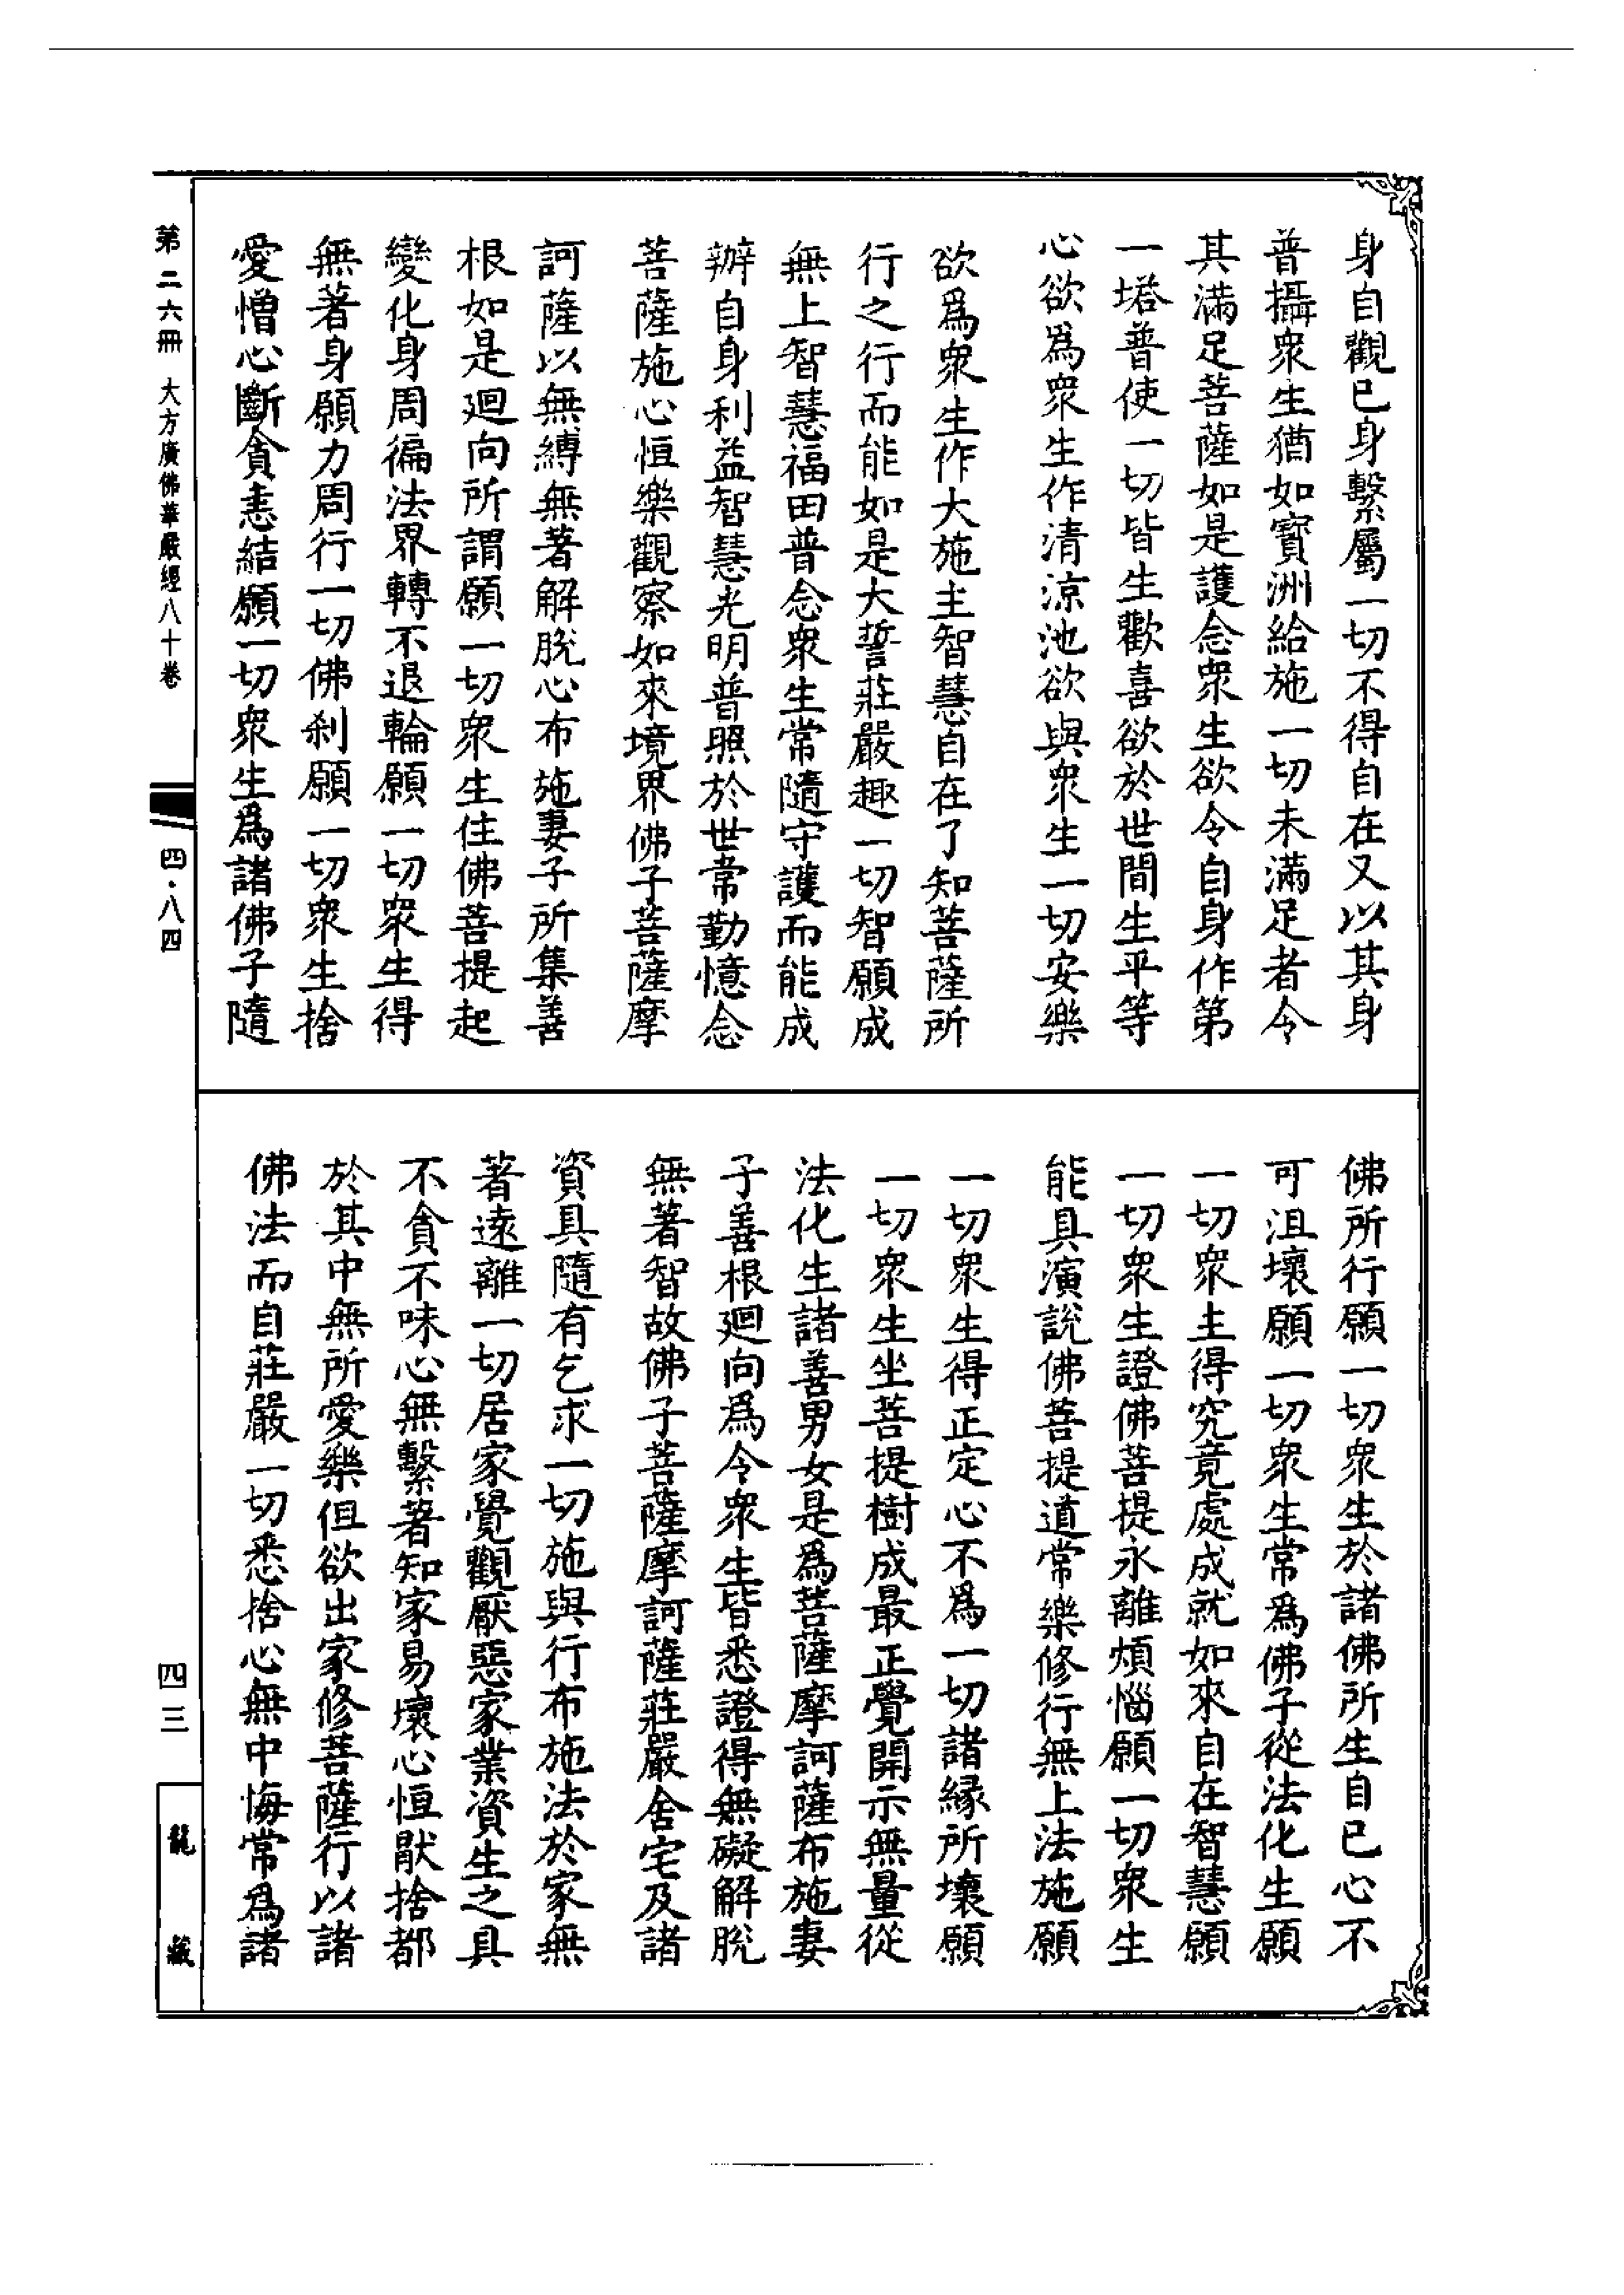 身自觀已身繫屬一切不得自在又以其身
普攝衆生猶如寳洲給施一切未滿足者令
其滿足菩薩如是護念衆生欲令自身作第
一塔普使一切皆生歡喜欲於世間生平等
心欲爲衆生作清涼池欲與衆生一切安樂
欲爲衆生作大施主智慧自在了知菩薩所
行之行而能如是大誓莊嚴趣一切智願成
無上智慧福田普念衆生常隨守護而能成
辦自身利益智慧光明普照於世常勤憶念
菩薩施心恒樂觀察如來境界佛子菩薩摩
訶薩以無縛無著解脫心布施妻子所集善
根如是廻向所謂願一切衆生住佛菩提起
變化身周徧法界轉不退輪願一切衆生得
無著身願力周行一切佛刹願一切衆生捨
愛憎心斷貪恚結願一切衆生爲諸佛子隨
佛所行願一切衆生於諸佛所生自已心不
可沮壞願一切衆生常爲佛子從法化生願
一切衆生得究竟處成就如來自在智慧願
一切衆生證佛菩提永離煩惱願一切衆生
能具演說佛菩提道常樂修行無上法施願
一切衆生得正定心不爲一切諸緣所壞願
一切衆生坐菩提樹成最正覺開示無量從
法化生諸善男女是爲菩薩摩訶薩布施妻
子善根廻向爲令衆生皆悉證得無礙解脫
無著智故佛子菩薩摩訶薩莊嚴舍宅及諸
資具隨有乞求一切施與行布施法於家無
著遠離一切居家覺觀厭惡家業資生之具
不貪不味心無繫著知家易壞心恒厭捨都
於其中無所愛樂但欲出家修菩薩行以諸
佛法而自莊嚴一切悉捨心無中悔常爲諸
第二六冊 大方廣佛華嚴經八十卷
四·八四
四三
龍藏